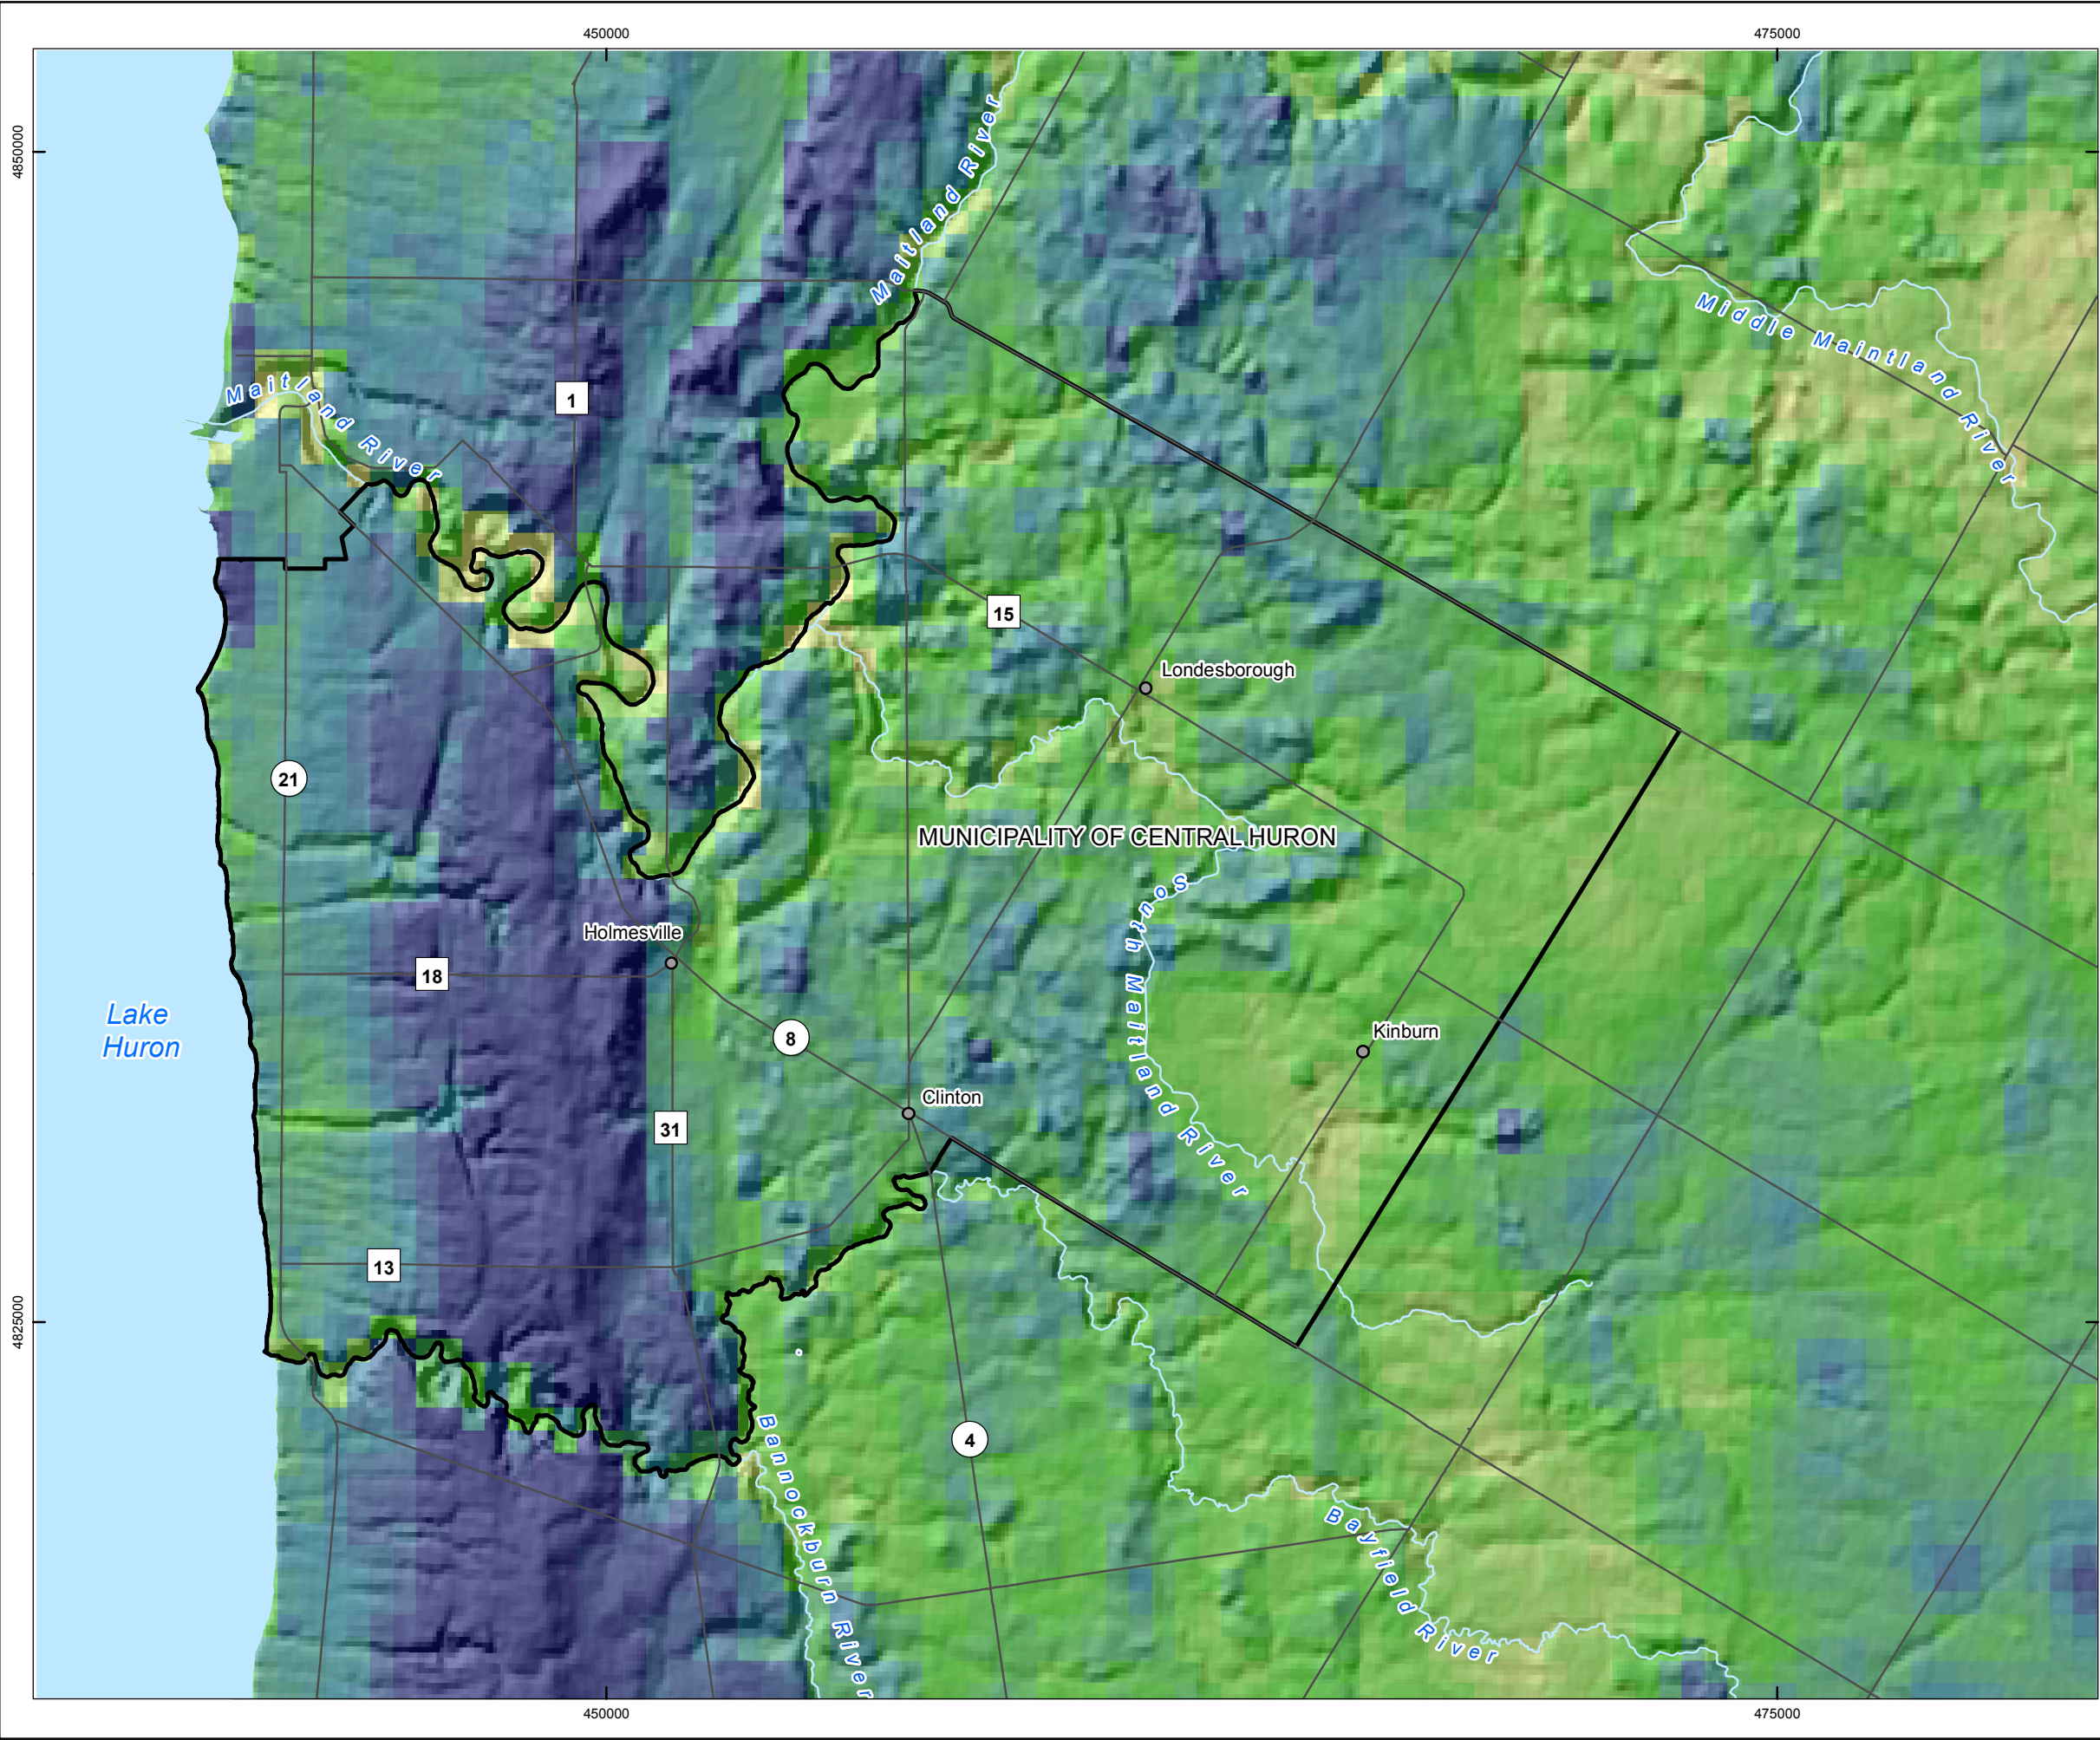 450000
475000
4850000
Maitland River
Middle Maintland River
Maitland River
1
15
Londesborough
21
MUNICIPALITY OF CENTRAL HURON
South Maitland River
Holmesville
18
Lake
Huron
8
Kinburn
Clinton
31
13
4825000
4
Bannockburn River
Bayfield River
450000
475000